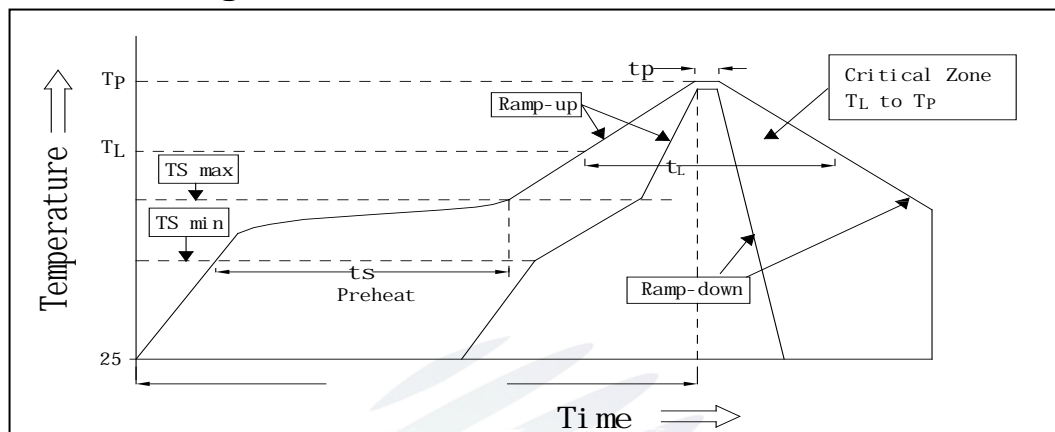 tp
Critical Zone
TL to TP
TP
Ramp-up
TL
TS max
tL
TS min
ts
Preheat
Ramp-down
Temperature
25
Time